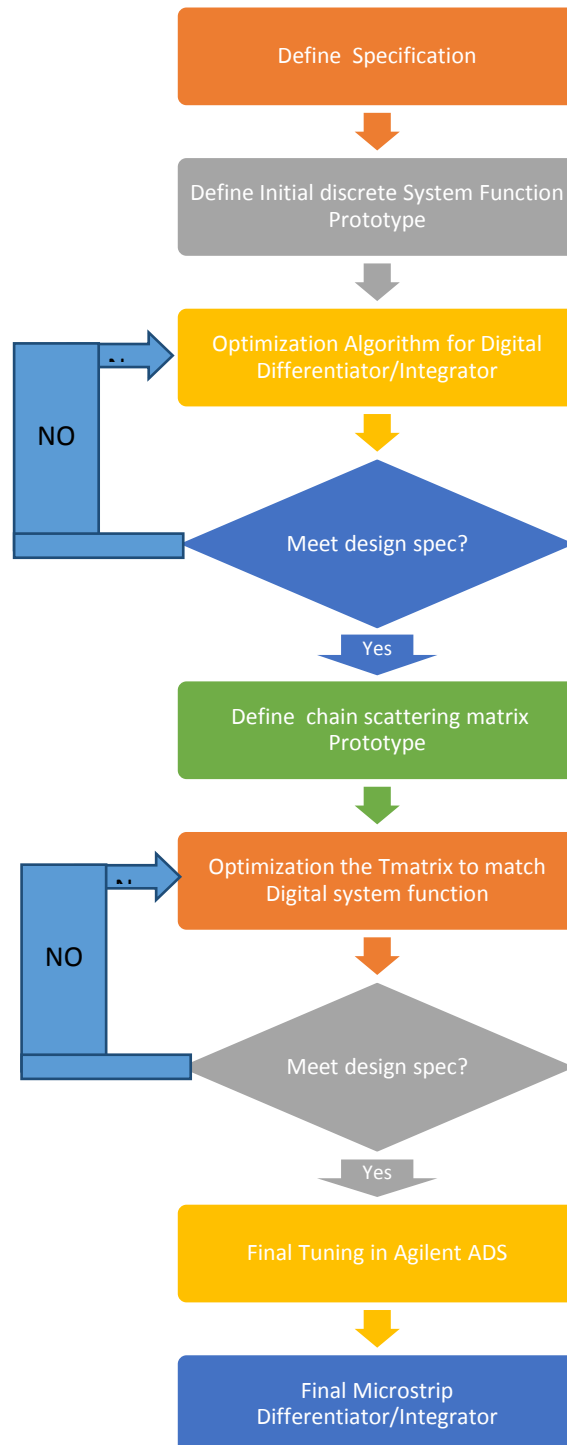 Define Specification
Define Initial discrete System Function
Prototype
Optimization Algorithm for Digital
Differentiator/Integrator
NO
Meet design spec?
Yes
Define chain scattering matrix
Prototype
Optimization the Tmatrix to match
Digital system function
NO
Meet design spec?
Yes
Final Tuning in Agilent ADS
Final Microstrip
Differentiator/Integrator